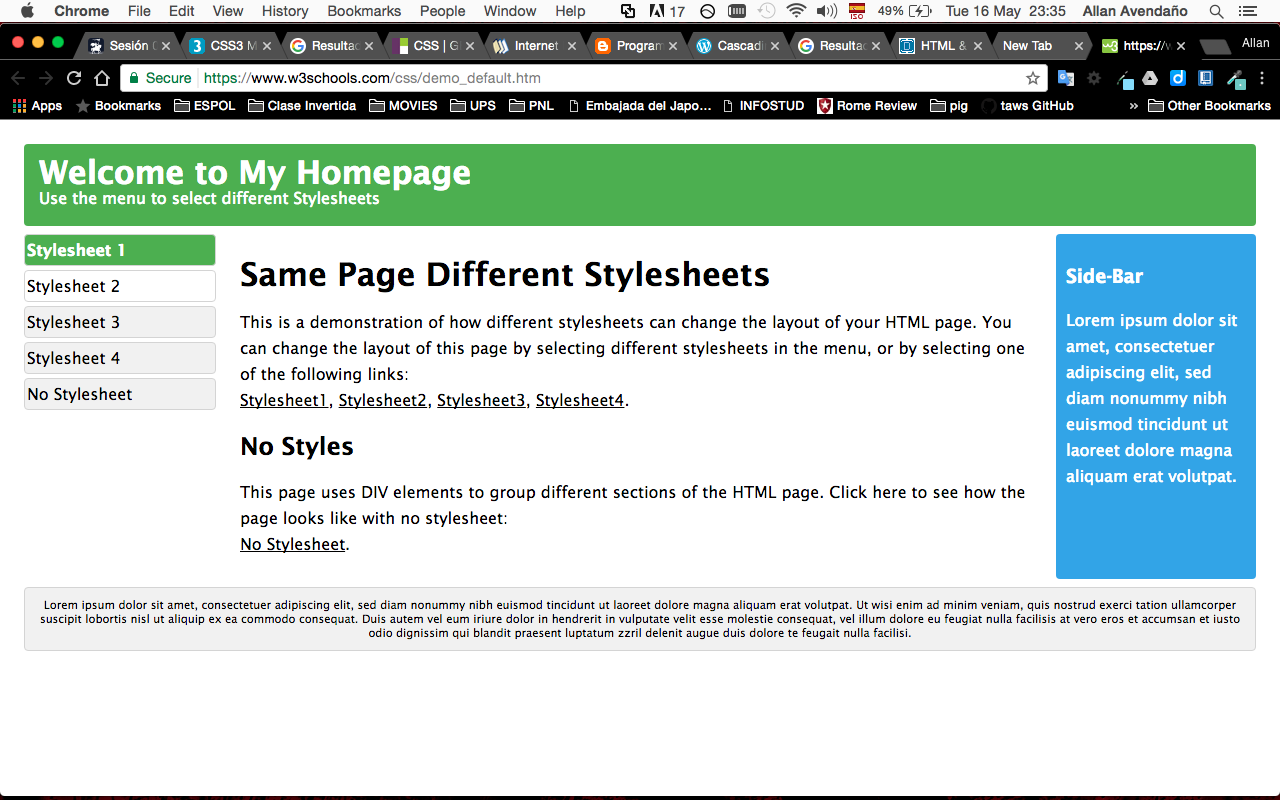 Chrome File Edit View History Bookmarks People Window Help 17 ISO 49% Tue 16 May 23:35 Allan Avendaño
Sesión CSS3 M Resultac CSS | G Internet Program Cascadi Resultac HTML & New Tab https://w Allan
Secure https://www.w3schools.com/css/demo_default.htm
Apps Bookmarks ESPOL Clase Invertida MOVIES UPS PNL Embajada del Japo... INFOSTUD Rome Review pig taws GitHub » Other Bookmarks
Welcome to My Homepage
Use the menu to select different Stylesheets
Stylesheet 1
Stylesheet 2
Stylesheet 3
Stylesheet 4
No Stylesheet
Same Page Different Stylesheets
This is a demonstration of how different stylesheets can change the layout of your HTML page. You
can change the layout of this page by selecting different stylesheets in the menu, or by selecting one
of the following links:
Stylesheet1, Stylesheet2, Stylesheet3, Stylesheet4.
No Styles
This page uses DIV elements to group different sections of the HTML page. Click here to see how the
page looks like with no stylesheet:
No Stylesheet.
Side-Bar
Lorem ipsum dolor sit
amet, consectetuer
adipiscing elit, sed
diam nonummy nibh
euismod tincidunt ut
laoreet dolore magna
aliquam erat volutpat.
Lorem ipsum dolor sit amet, consectetuer adipiscing elit, sed diam nonummy nibh euismod tincidunt ut laoreet dolore magna aliquam erat volutpat. Ut wisi enim ad minim veniam, quis nostrud exerci tation ullamcorper
suscipit lobortis nisl ut aliquip ex ea commodo consequat. Duis autem vel eum iriure dolor in hendrerit in vulputate velit esse molestie consequat, vel illum dolore eu feugiat nulla facilisis at vero eros et accumsan et iusto
odio dignissim qui blandit praesent luptatum zzril delenit augue duis dolore te feugait nulla facilisi.